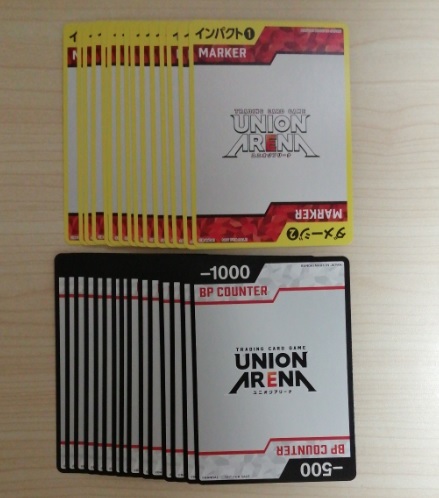 インパクト1
MARKER
TRADING CARD GAME
UNION
ARENA
ユニオンアリーナ
MARKER
ダメージ2
-1000
BP COUNTER
TRADING CARD GAME
UNION
ARENA
ユニオンアリーナ
BP COUNTER
-500